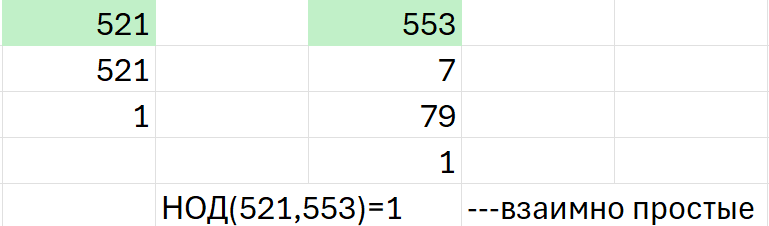 521 553
521 7
1 79
1
НОД(521,553)=1 ---взаимно простые